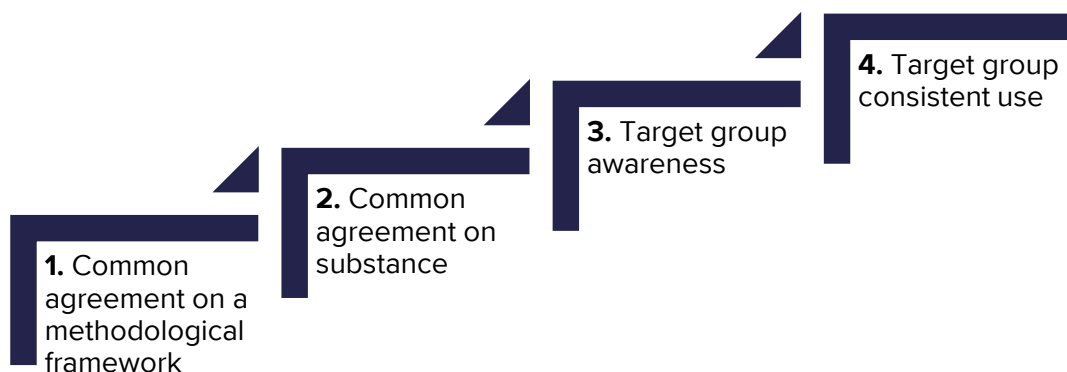 1. Common
agreement on a
methodological
framework
2. Common
agreement on
substance
3. Target group
awareness
4. Target group
consistent use